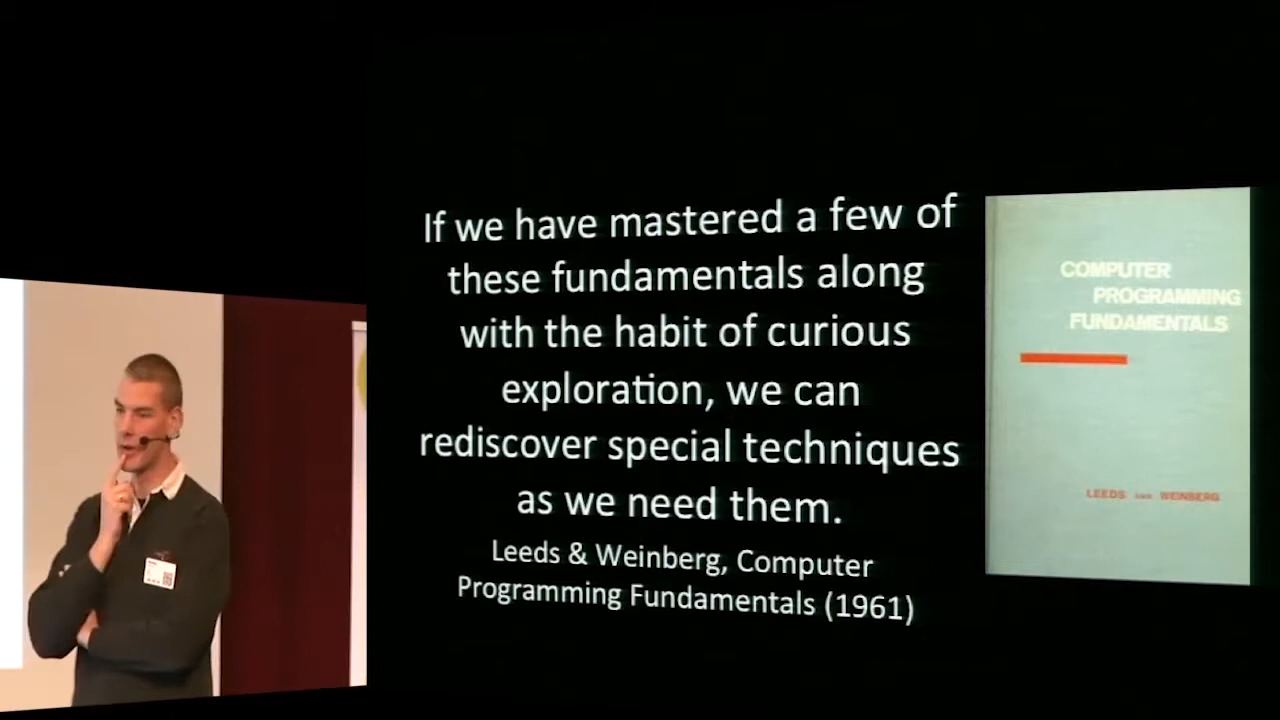 If we have mastered a few of
these fundamentals along
with the habit of curious
exploration, we can
rediscover special techniques
as we need them.
Leeds & Weinberg, Computer
Programming Fundamentals (1961)
COMPUTER
PROGRAMMING
FUNDAMENTALS
LEEDS AND WEINBERG